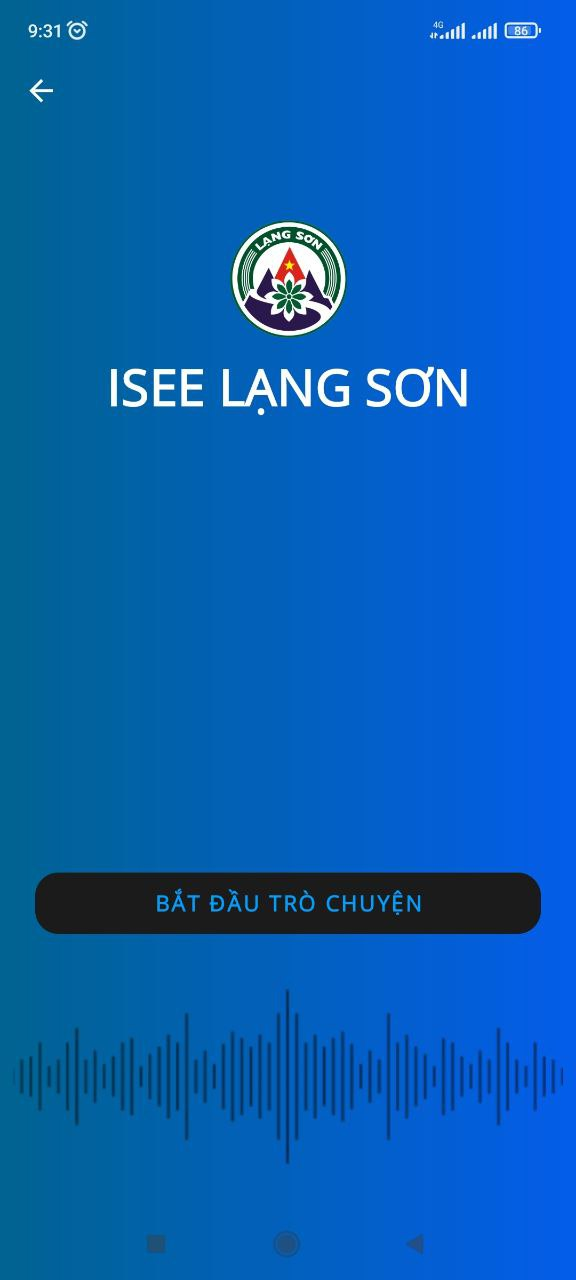 9:31
4G
86
LẠNG SƠN
ISEE LẠNG SƠN
BẮT ĐẦU TRÒ CHUYỆN